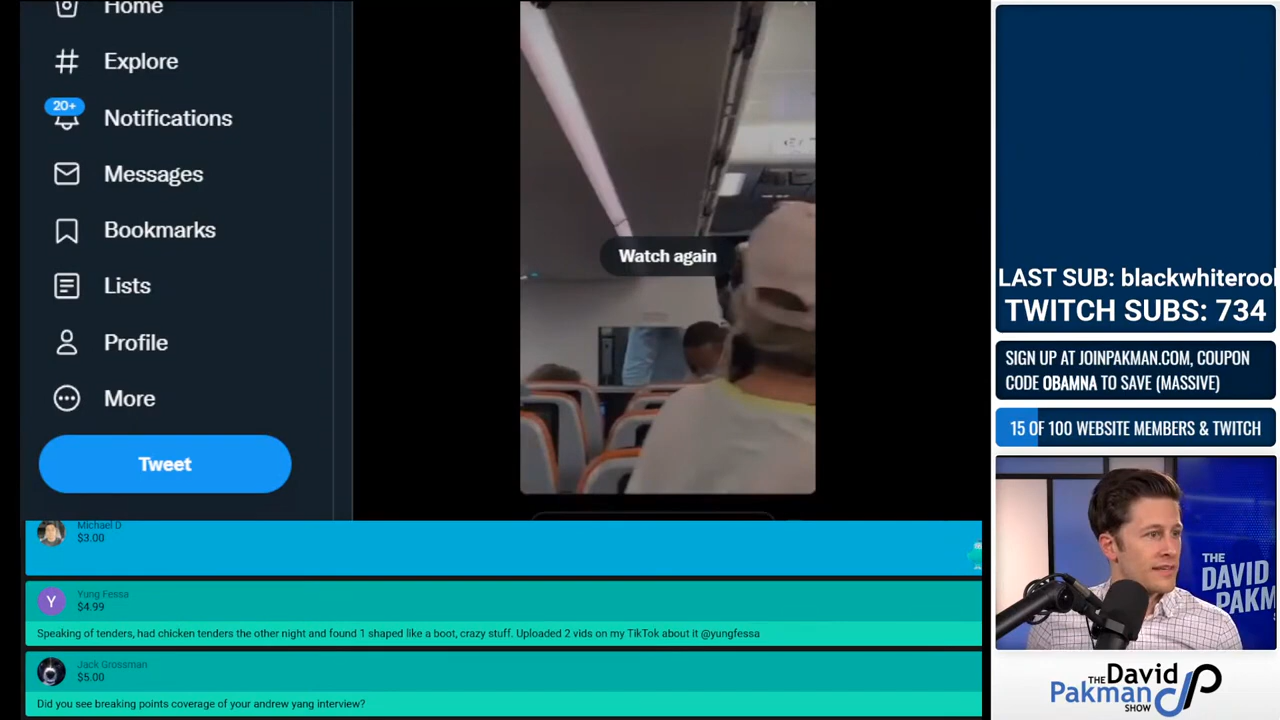 Home
Explore
20+
Notifications
Messages
Bookmarks
Lists
Profile
More
Tweet
Watch again
Michael D
$3.00
Y
Yung Fessa
$4.99
Speaking of tenders, had chicken tenders the other night and found 1 shaped like a boot, crazy stuff. Uploaded 2 vids on my TikTok about it @yungfessa
Jack Grossman
$5.00
Did you see breaking points coverage of your andrew yang interview?
LAST SUB: blackwhiterool
TWITCH SUBS: 734
SIGN UP AT JOINPAKMAN.COM, COUPON
CODE OBAMNA TO SAVE (MASSIVE)
15 OF 100 WEBSITE MEMBERS & TWITCH
THE
DAVID
PAKM
THE David
Pakman
SHOW